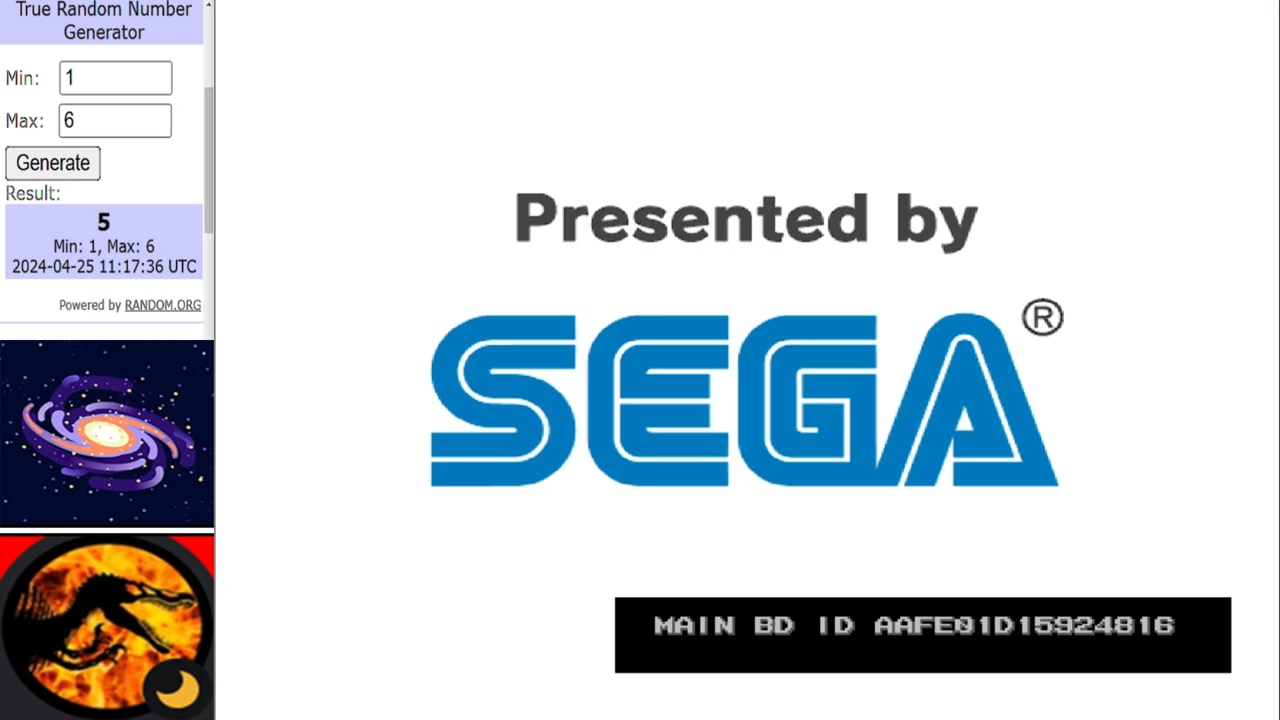 True Random Number
Generator
Min: 1
Max: 6
Generate
Result:
5
Min: 1, Max: 6
2024-04-25 11:17:36 UTC
Powered by RANDOM.ORG
Presented by
SEGA®
MAIN BD ID AAFE01D15924816